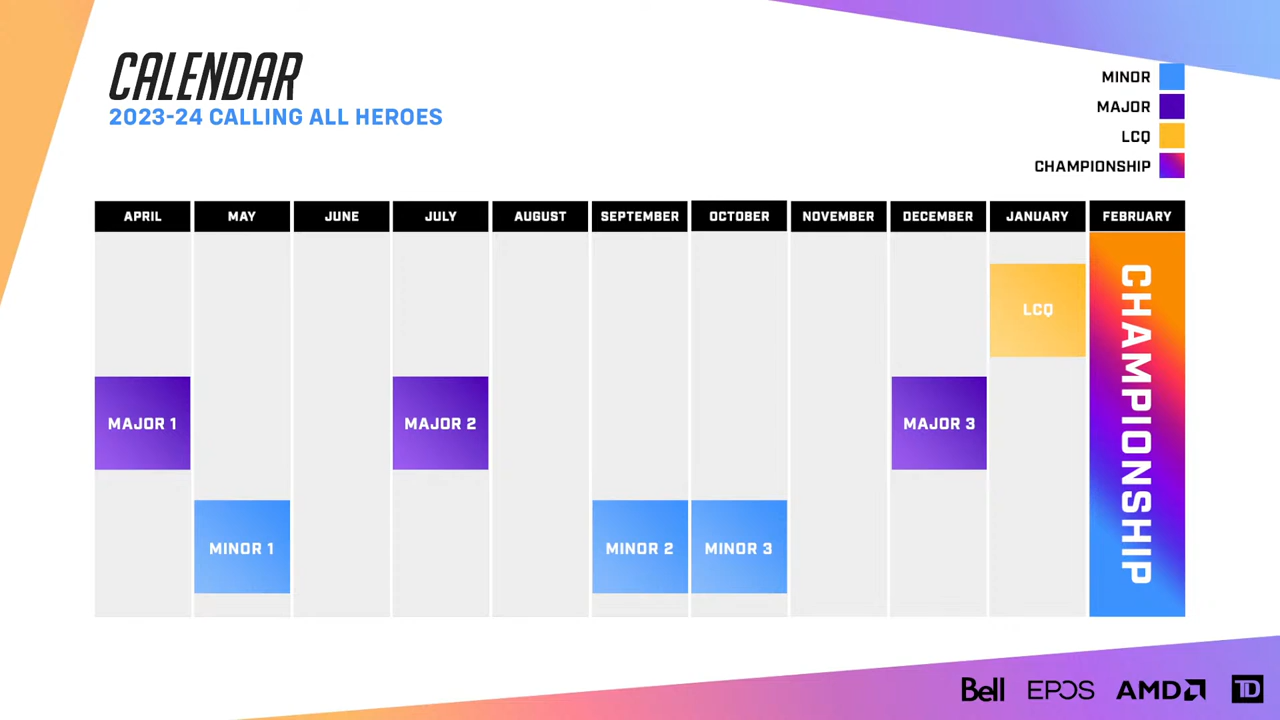 CALENDAR
2023-24 CALLING ALL HEROES
MINOR
MAJOR
LCQ
CHAMPIONSHIP
APRIL MAY JUNE JULY AUGUST SEPTEMBER OCTOBER NOVEMBER DECEMBER JANUARY FEBRUARY
LCQ
CHAMPIONSHIP
MAJOR 1 MAJOR 2 MAJOR 3
MINOR 1 MINOR 2 MINOR 3
Bell EPOS AMD TD